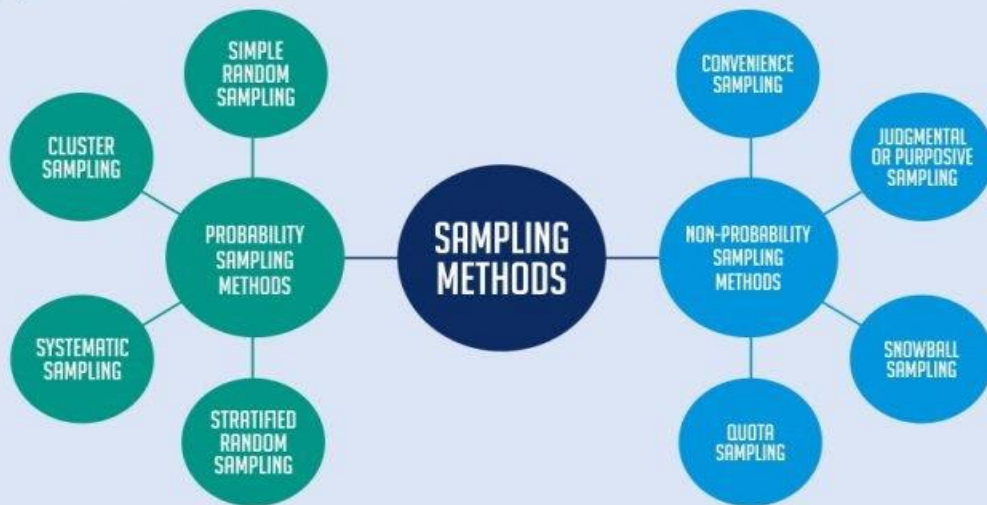 SIMPLE
RANDOM
SAMPLING
CLUSTER
SAMPLING
PROBABILITY
SAMPLING
METHODS
SYSTEMATIC
SAMPLING
STRATIFIED
RANDOM
SAMPLING
SAMPLING
METHODS
CONVENIENCE
SAMPLING
JUDGMENTAL
OR PURPOSIVE
SAMPLING
NON-PROBABILITY
SAMPLING
METHODS
SNOWBALL
SAMPLING
QUOTA
SAMPLING